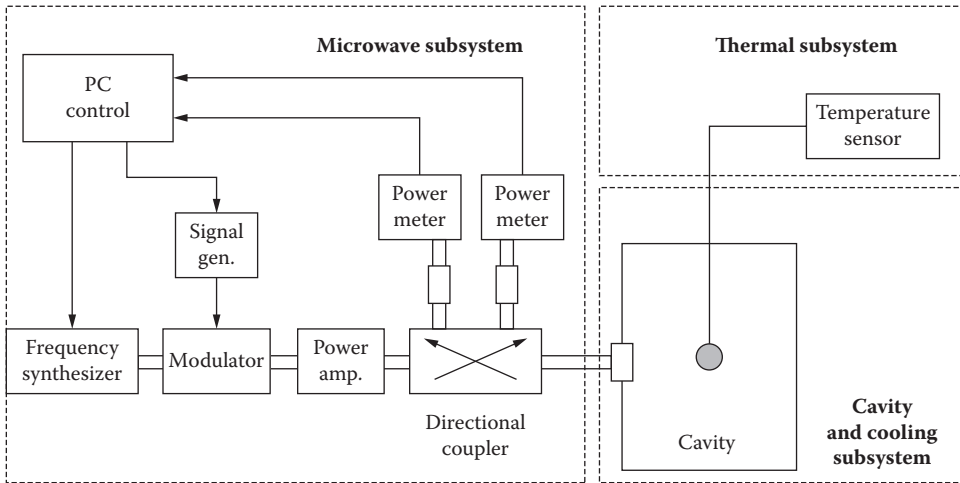 Microwave subsystem
Thermal subsystem
PC
control
Temperature
sensor
Power
meter
Power
meter
Signal
gen.
Frequency
synthesizer
Modulator
Power
amp.
Directional
coupler
Cavity
Cavity
and cooling
subsystem